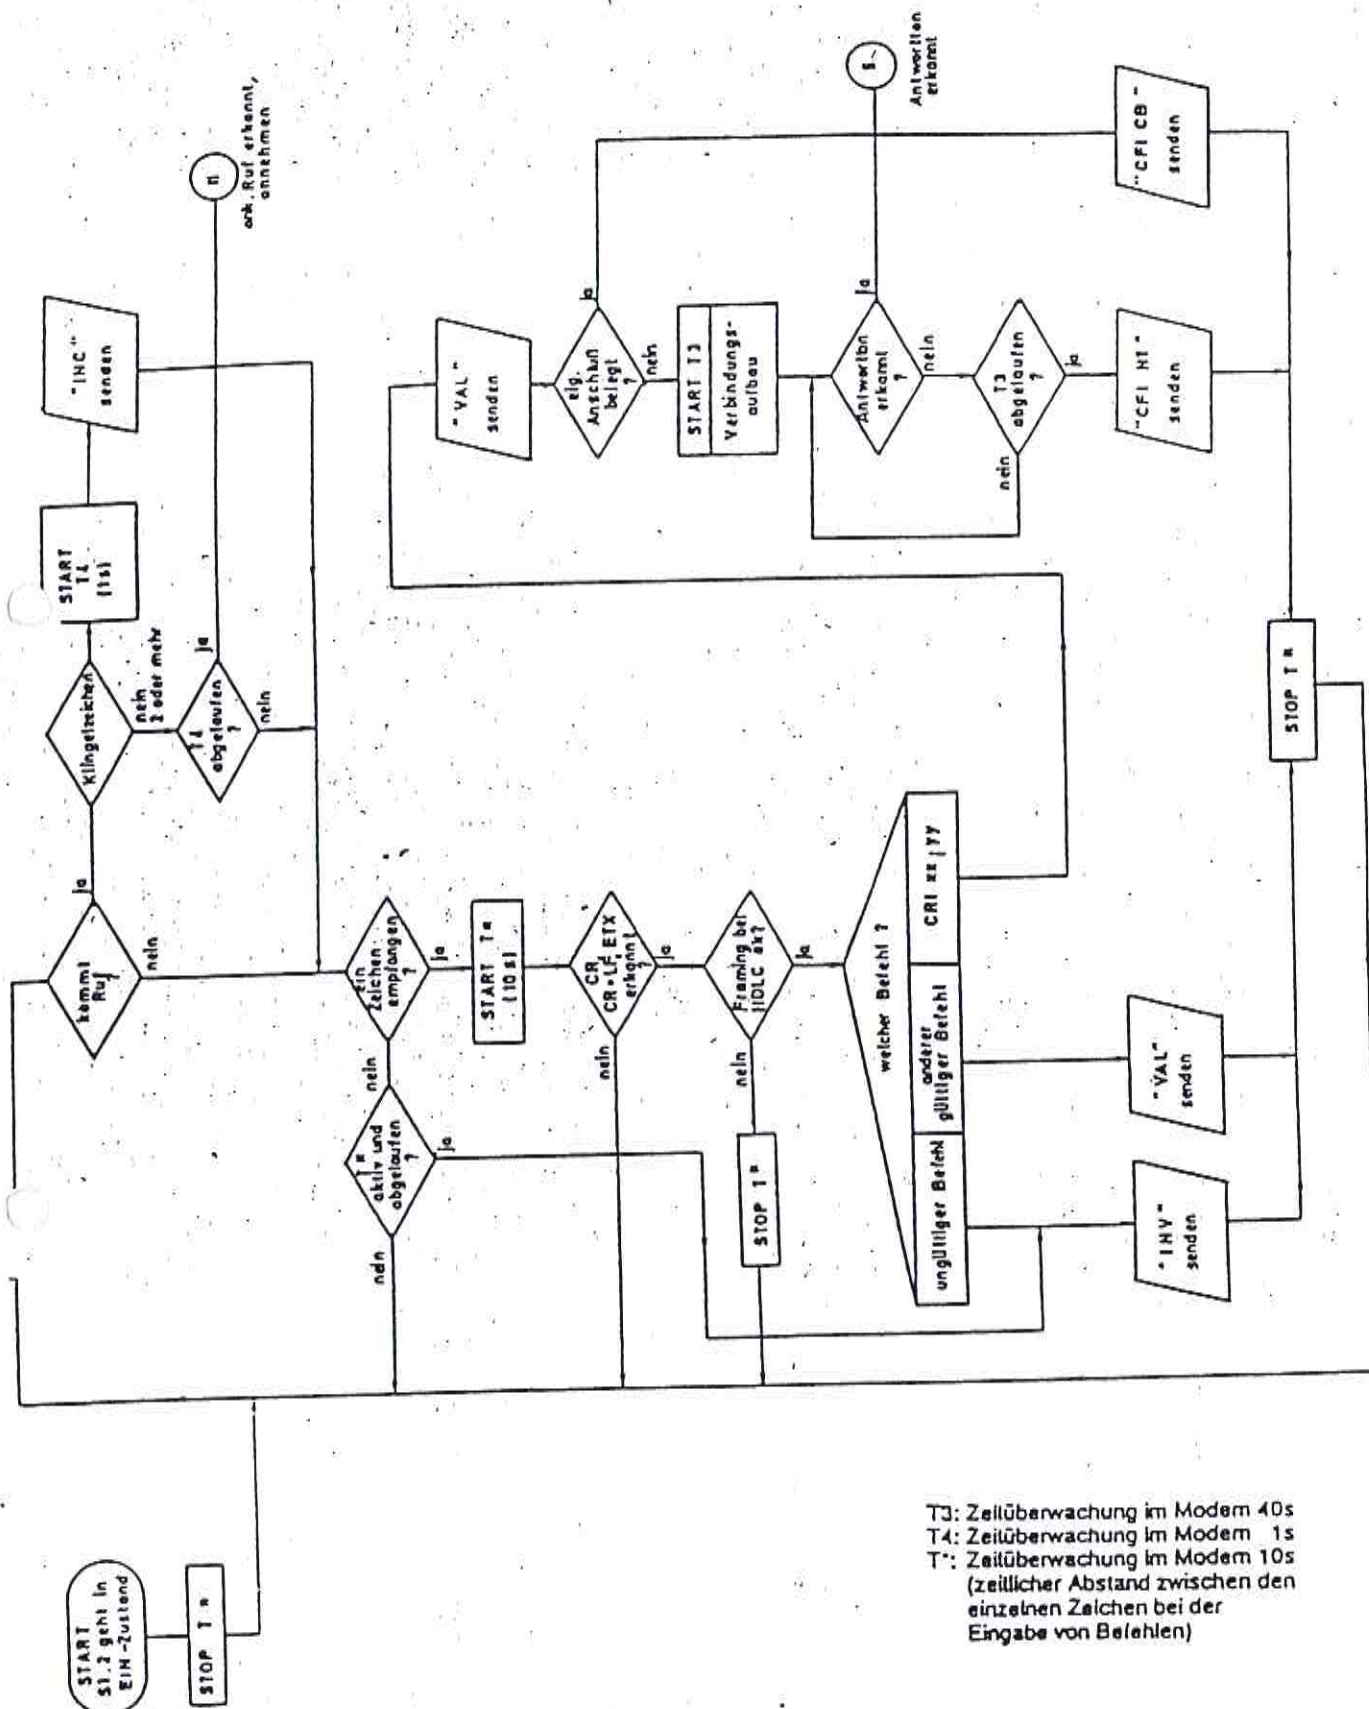 START
S1.2 geht in
EIN-Zustand
STOP T*
kommt
Ruf
?
ja
nein
Klingelzeichen
nein
2 oder mehr
START
T4
(1s)
"INC"
senden
T4
abgelaufen
?
ja
nein
n
ank. Ruf erkannt,
annehmen
ein
Zeichen
empfangen
?
ja
nein
T*
aktiv und
abgelaufen
?
ja
nein
START T*
(10s)
CR
CR+LF, ETX
erkannt
?
ja
nein
Framing bei
HDLC ok?
ja
nein
STOP T*
welcher Befehl ?
ungültiger Befehl
anderer
gültiger Befehl
CRI xx;yy
"INV"
senden
"VAL"
senden
STOP T*
"VAL"
senden
eig.
Anschluß
belegt
?
ja
nein
START T3
Verbindungs-
aufbau
Antwortton
erkannt
?
ja
nein
T3
abgelaufen
?
ja
nein
"CFI NT"
senden
"CFI CB"
senden
Antwortton
erkannt
T3: Zeitüberwachung im Modem 40s
T4: Zeitüberwachung im Modem 1s
T*: Zeitüberwachung im Modem 10s
(zeitlicher Abstand zwischen den
einzelnen Zeichen bei der
Eingabe von Befehlen)